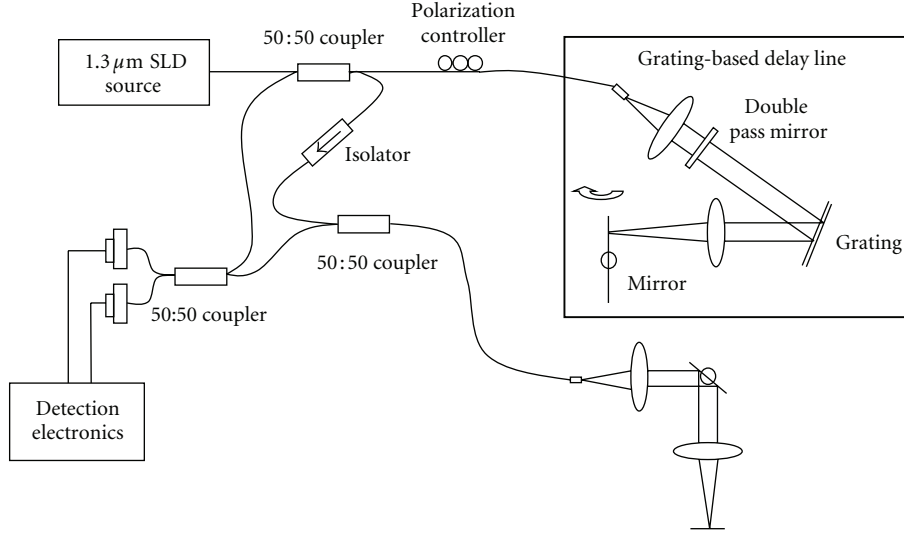 Polarization
controller
50:50 coupler
1.3 μm SLD
source
Grating-based delay line
Double
pass mirror
Isolator
Grating
50:50 coupler
Mirror
50:50 coupler
Detection
electronics